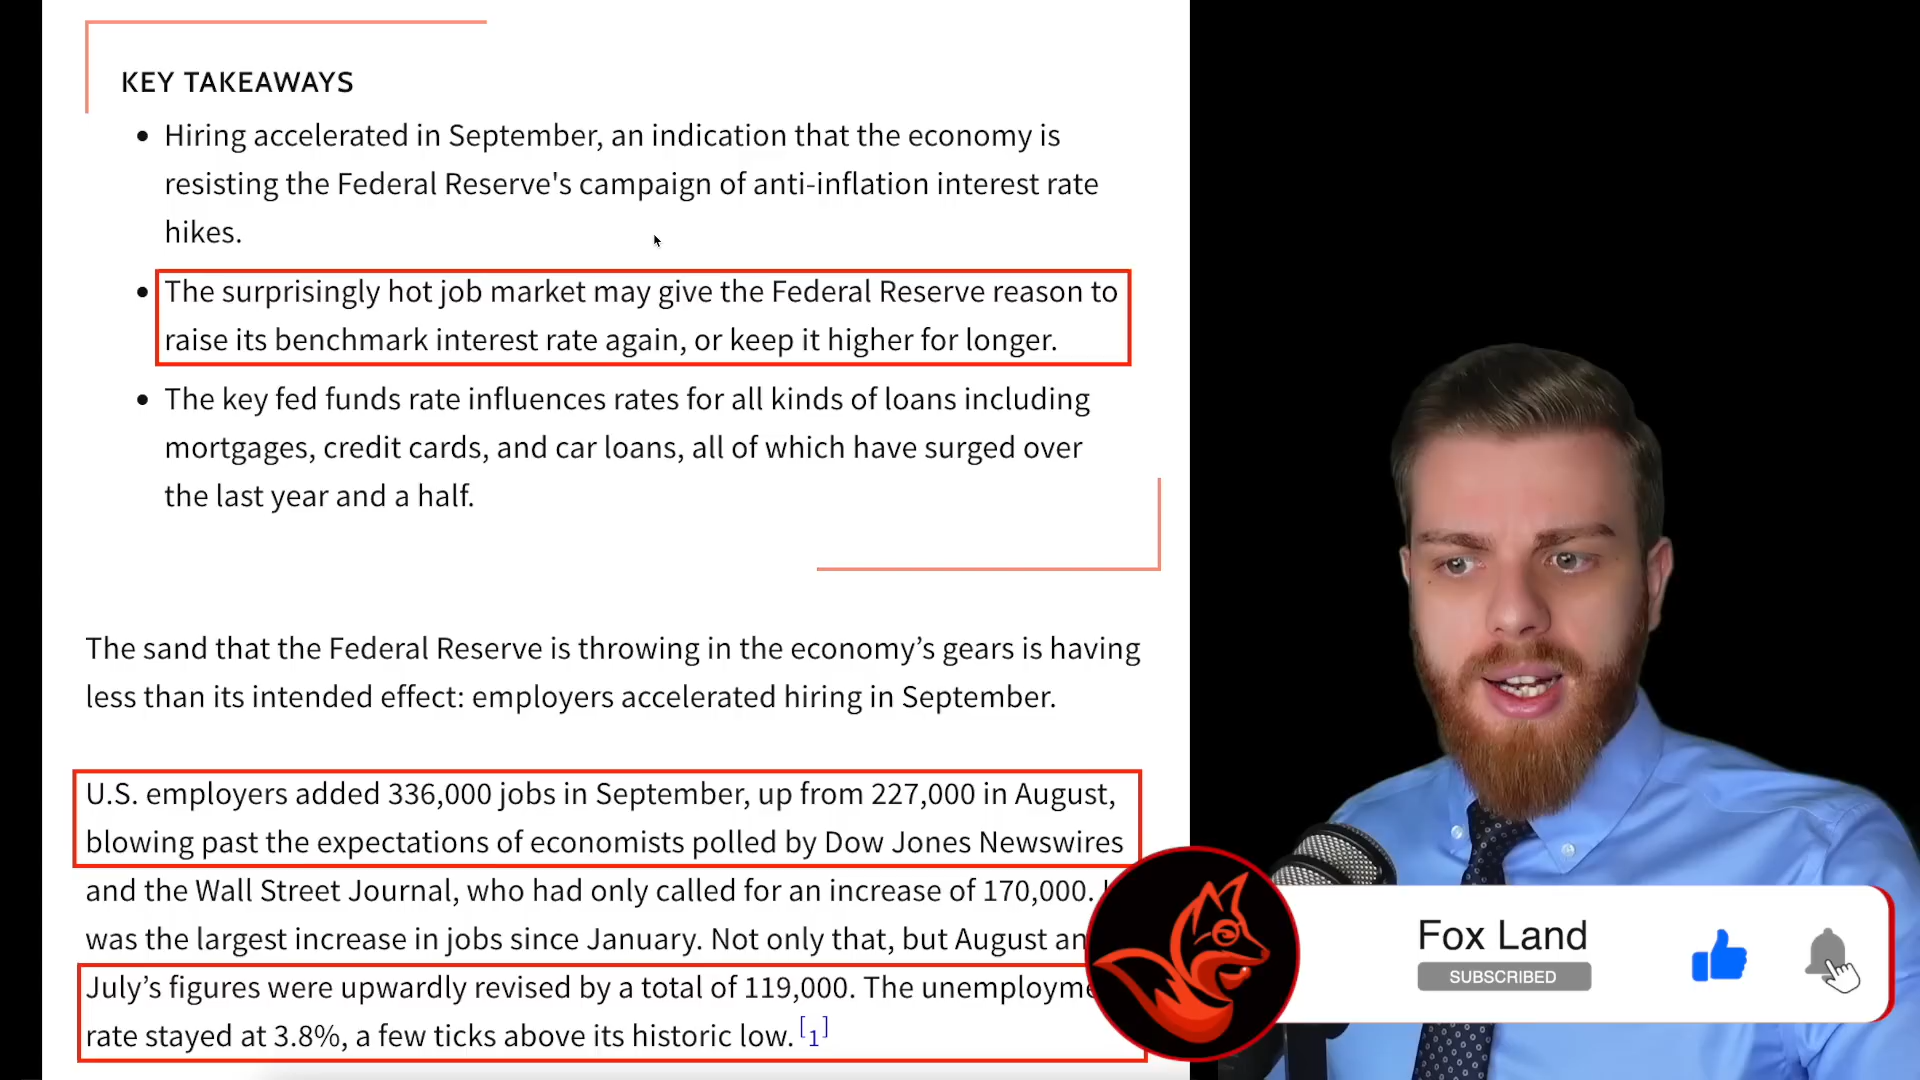 KEY TAKEAWAYS
Hiring accelerated in September, an indication that the economy is
resisting the Federal Reserve's campaign of anti-inflation interest rate
hikes.
The surprisingly hot job market may give the Federal Reserve reason to
raise its benchmark interest rate again, or keep it higher for longer.
The key fed funds rate influences rates for all kinds of loans including
mortgages, credit cards, and car loans, all of which have surged over
the last year and a half.
The sand that the Federal Reserve is throwing in the economy’s gears is having
less than its intended effect: employers accelerated hiring in September.
U.S. employers added 336,000 jobs in September, up from 227,000 in August,
blowing past the expectations of economists polled by Dow Jones Newswires
and the Wall Street Journal, who had only called for an increase of 170,000.
was the largest increase in jobs since January. Not only that, but August
July’s figures were upwardly revised by a total of 119,000. The
rate stayed at 3.8%, a few ticks above its historic low. [1]
Fox Land
SUBSCRIBED